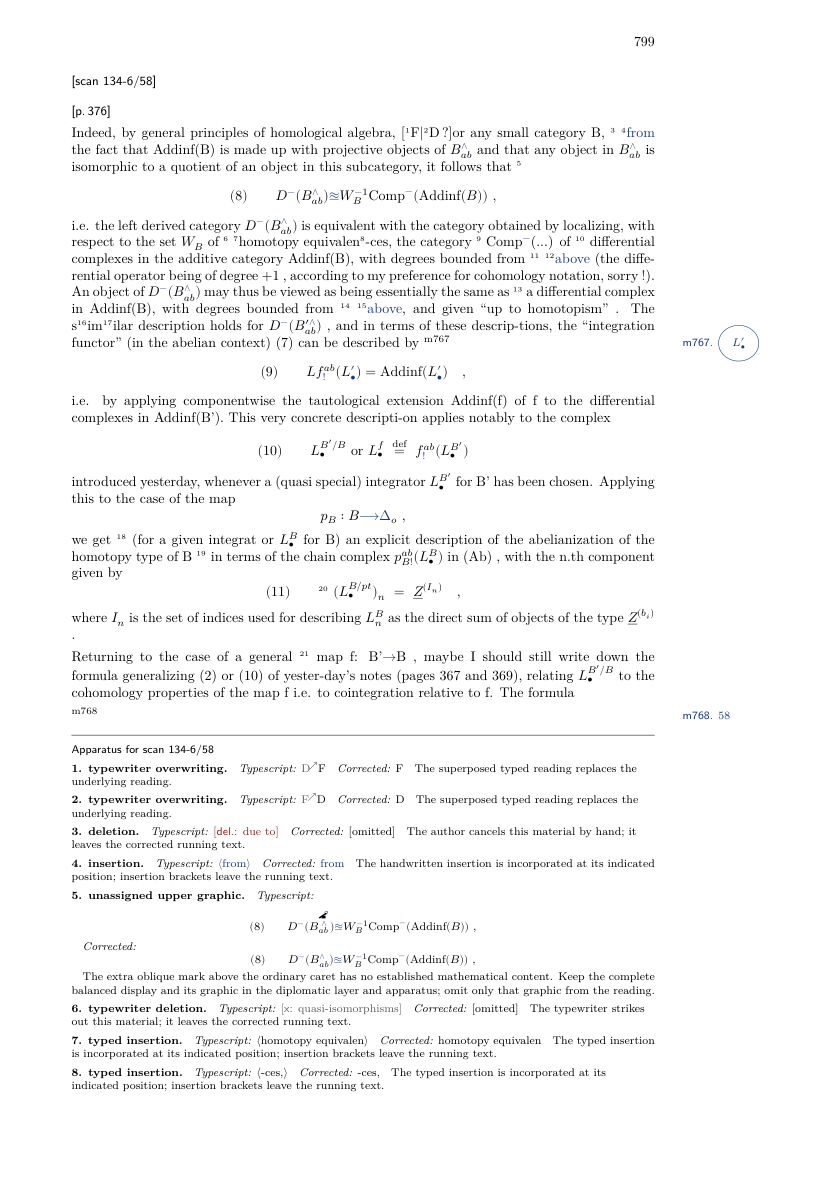 799
[scan 134-6/58]
[p. 376]
Indeed, by general principles of homological algebra, [¹F|²D ?]or any small category B, ³ ⁴from
the fact that Addinf(B) is made up with projective objects of B^∧_ab and that any object in B^∧_ab is
isomorphic to a quotient of an object in this subcategory, it follows that ⁵
(8) D⁻(B^∧_ab)≋W_B^{-1}Comp⁻(Addinf(B)) ,
i.e. the left derived category D⁻(B^∧_ab) is equivalent with the category obtained by localizing, with
respect to the set W_B of ⁶ ⁷homotopy equivalen⁸-ces, the category ⁹ Comp⁻(...) of ¹⁰ differential
complexes in the additive category Addinf(B), with degrees bounded from ¹¹ ¹²above (the diffe-
rential operator being of degree +1 , according to my preference for cohomology notation, sorry !).
An object of D⁻(B^∧_ab) may thus be viewed as being essentially the same as ¹³ a differential complex
in Addinf(B), with degrees bounded from ¹⁴ ¹⁵above, and given “up to homotopism” . The
s¹⁶im¹⁷ilar description holds for D⁻(B'^∧_ab) , and in terms of these descrip-tions, the “integration
functor” (in the abelian context) (7) can be described by ᵐ⁷⁶⁷
m767. L'_•
(9) Lf_!^{ab}(L'_•) = Addinf(L'_•) ,
i.e. by applying componentwise the tautological extension Addinf(f) of f to the differential
complexes in Addinf(B’). This very concrete descripti-on applies notably to the complex
(10) L_•^{B'/B} or L_•^f \overset{def}{=} f_!^{ab}(L_•^{B'})
introduced yesterday, whenever a (quasi special) integrator L_•^{B'} for B’ has been chosen. Applying
this to the case of the map
p_B : B⟶Δ_o ,
we get ¹⁸ (for a given integrat or L_•^B for B) an explicit description of the abelianization of the
homotopy type of B ¹⁹ in terms of the chain complex p_{B!}^{ab}(L_•^B) in (Ab) , with the n.th component
given by
(11) ²⁰ (L_•^{B/pt})_n = Z^{(I_n)} ,
where I_n is the set of indices used for describing L_n^B as the direct sum of objects of the type Z^{(b_i)}
.
Returning to the case of a general ²¹ map f: B’→B , maybe I should still write down the
formula generalizing (2) or (10) of yester-day’s notes (pages 367 and 369), relating L_•^{B'/B} to the
cohomology properties of the map f i.e. to cointegration relative to f. The formula
ᵐ⁷⁶⁸
m768. 58
Apparatus for scan 134-6/58
1. typewriter overwriting. Typescript: D↗F Corrected: F The superposed typed reading replaces the
underlying reading.
2. typewriter overwriting. Typescript: F↗D Corrected: D The superposed typed reading replaces the
underlying reading.
3. deletion. Typescript: [del.: due to] Corrected: [omitted] The author cancels this material by hand; it
leaves the corrected running text.
4. insertion. Typescript: ⟨from⟩ Corrected: from The handwritten insertion is incorporated at its indicated
position; insertion brackets leave the running text.
5. unassigned upper graphic. Typescript:
(8) D⁻(B^∧_ab)≋W_B^{-1}Comp⁻(Addinf(B)) ,
Corrected:
(8) D⁻(B^∧_ab)≋W_B^{-1}Comp⁻(Addinf(B)) ,
The extra oblique mark above the ordinary caret has no established mathematical content. Keep the complete
balanced display and its graphic in the diplomatic layer and apparatus; omit only that graphic from the reading.
6. typewriter deletion. Typescript: [x: quasi-isomorphisms] Corrected: [omitted] The typewriter strikes
out this material; it leaves the corrected running text.
7. typed insertion. Typescript: ⟨homotopy equivalen⟩ Corrected: homotopy equivalen The typed insertion
is incorporated at its indicated position; insertion brackets leave the running text.
8. typed insertion. Typescript: ⟨-ces,⟩ Corrected: -ces, The typed insertion is incorporated at its
indicated position; insertion brackets leave the running text.